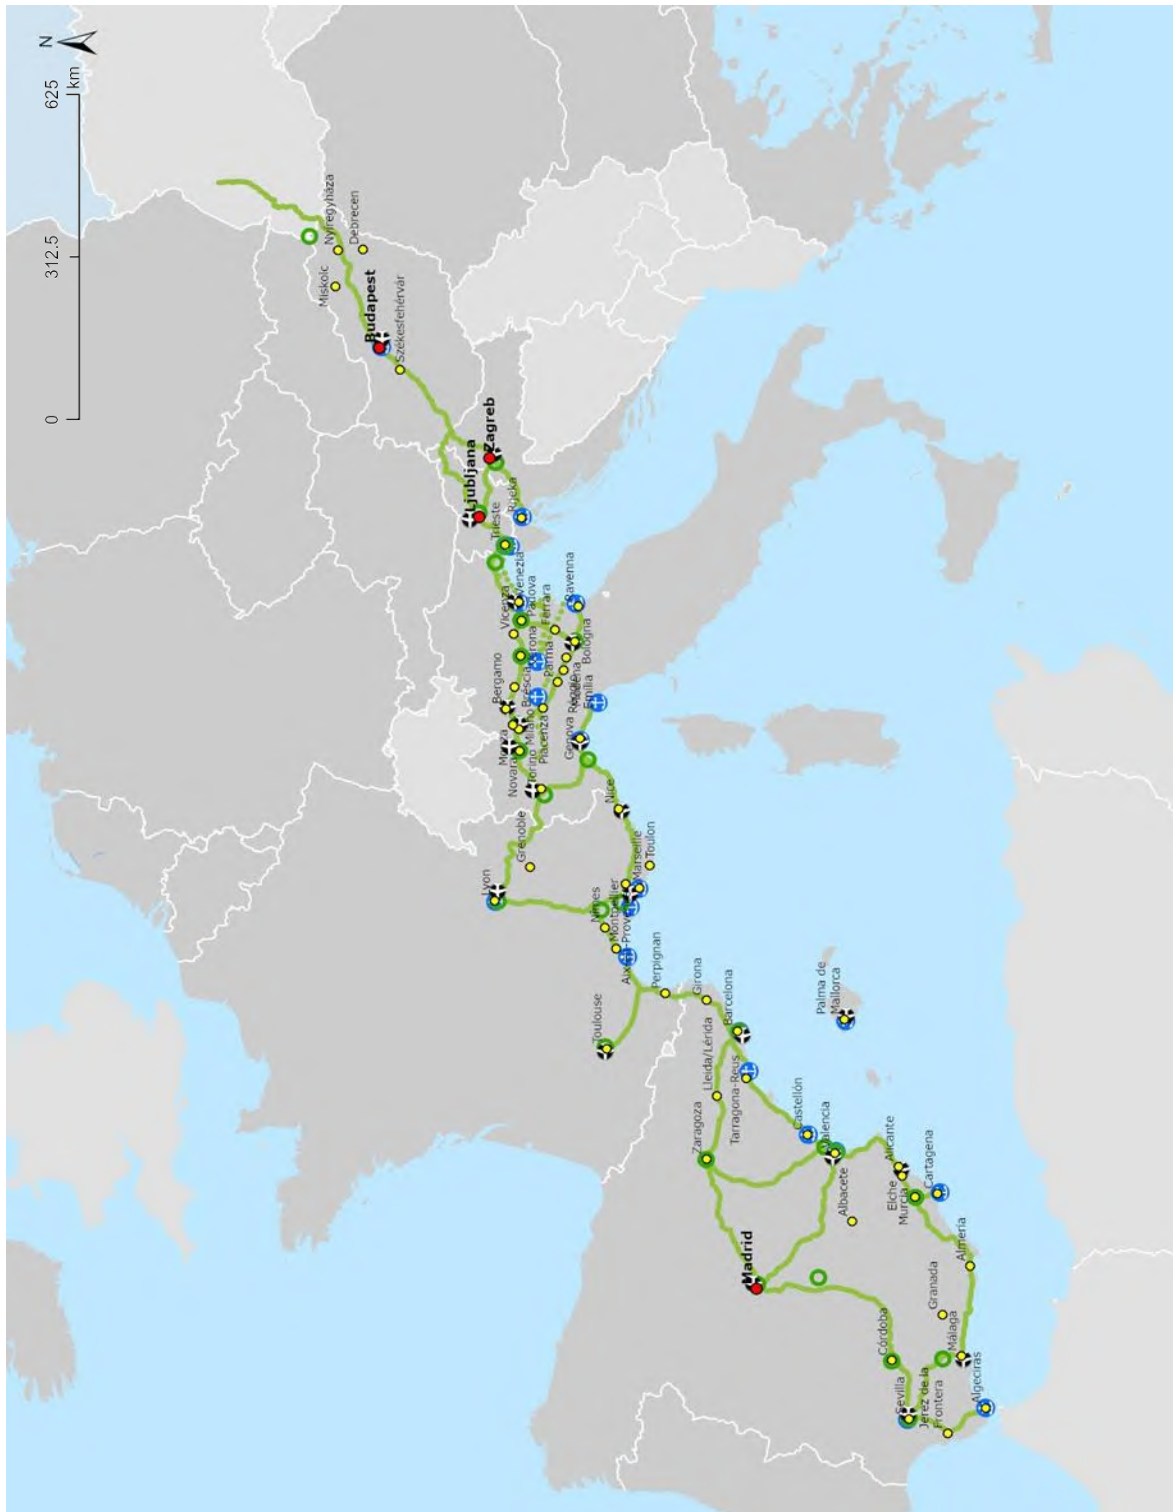 N
0
312.5
625
km
Nyíregyháza
Debrecen
Miskolc
Budapest
Székesfehérvár
Zagreb
Ljubljana
Rijeka
Trieste
Venezia
Padova
Vicenza
Ferrara
Ravenna
Bologna
Parma
Bergamo
Bréscia
Reggio
Emilia
Monza
Milano
Piacenza
Novara
Torino
Genova
Grenoble
Nice
Lyon
Toulon
Marseille
Nîmes
Montpellier
Perpignan
Toulouse
Girona
Barcelona
Palma de
Mallorca
Lleida/Lérida
Tarragona-Reus
Zaragoza
Castellón
Valencia
Albacete
Alicante
Elche
Murcia
Cartagena
Madrid
Almería
Granada
Málaga
Córdoba
Sevilla
Jerez de la
Frontera
Algeciras